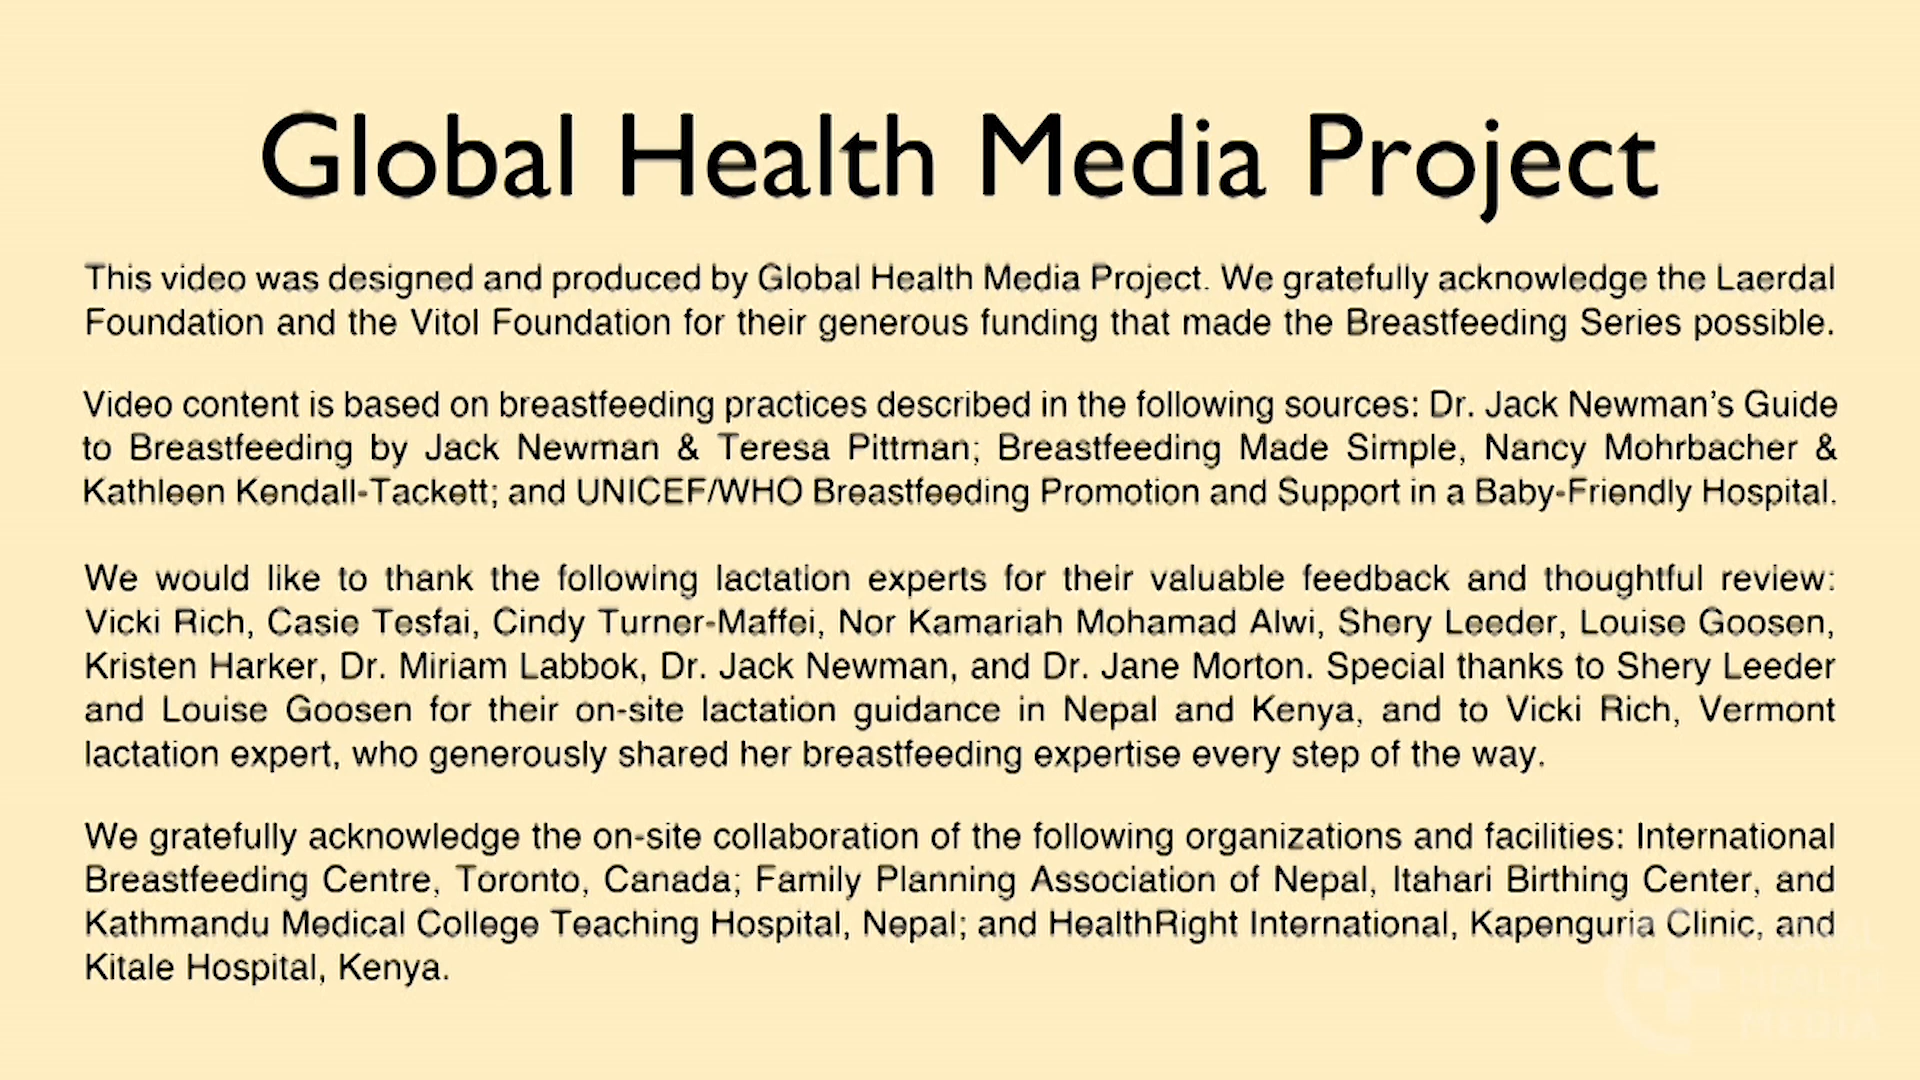 Global Health Media Project
This video was designed and produced by Global Health Media Project. We gratefully acknowledge the Laerdal
Foundation and the Vitol Foundation for their generous funding that made the Breastfeeding Series possible.
Video content is based on breastfeeding practices described in the following sources: Dr. Jack Newman’s Guide
to Breastfeeding by Jack Newman & Teresa Pittman; Breastfeeding Made Simple, Nancy Mohrbacher &
Kathleen Kendall-Tackett; and UNICEF/WHO Breastfeeding Promotion and Support in a Baby-Friendly Hospital.
We would like to thank the following lactation experts for their valuable feedback and thoughtful review:
Vicki Rich, Casie Tesfai, Cindy Turner-Maffei, Nor Kamariah Mohamad Alwi, Shery Leeder, Louise Goosen,
Kristen Harker, Dr. Miriam Labbok, Dr. Jack Newman, and Dr. Jane Morton. Special thanks to Shery Leeder
and Louise Goosen for their on-site lactation guidance in Nepal and Kenya, and to Vicki Rich, Vermont
lactation expert, who generously shared her breastfeeding expertise every step of the way.
We gratefully acknowledge the on-site collaboration of the following organizations and facilities: International
Breastfeeding Centre, Toronto, Canada; Family Planning Association of Nepal, Itahari Birthing Center, and
Kathmandu Medical College Teaching Hospital, Nepal; and HealthRight International, Kapenguria Clinic, and
Kitale Hospital, Kenya.
HEALTH
MEDIA